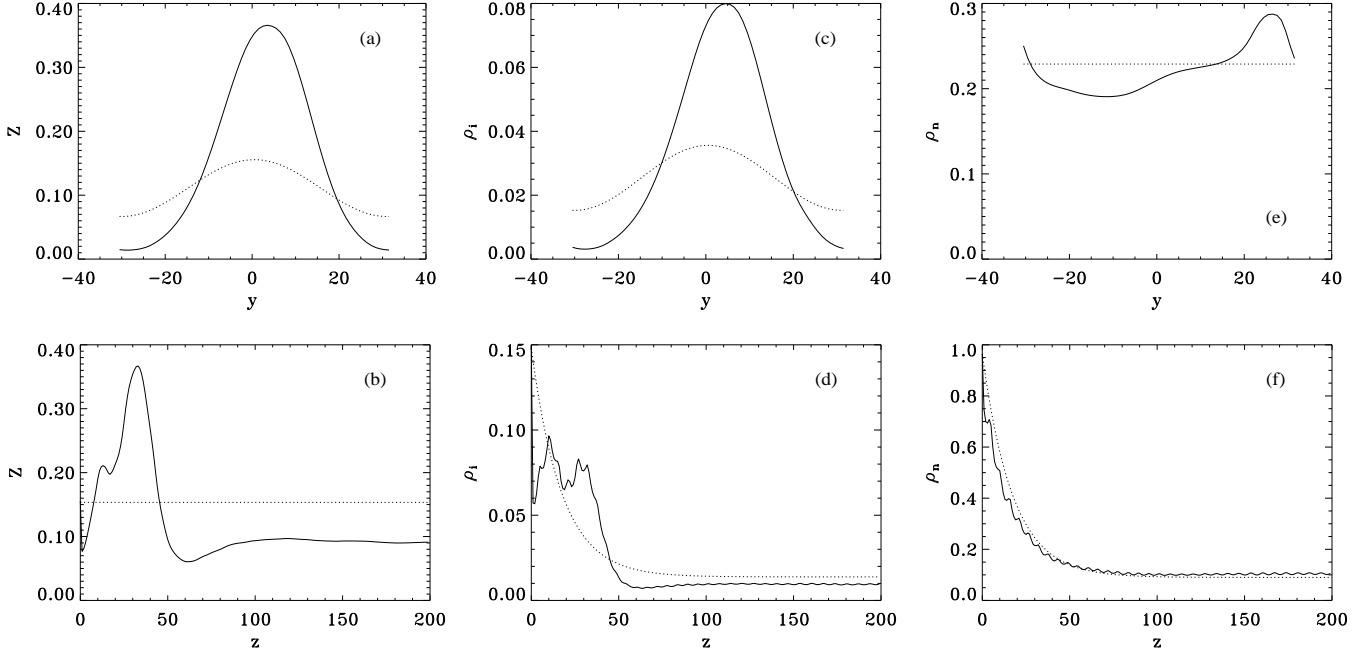 0.40
0.30
0.20
0.10
0.00
Z
(a)
−40 −20 0 20 40
y
0.08
0.06
0.04
0.02
0.00
ρi
(c)
−40 −20 0 20 40
y
0.3
0.2
0.1
0.0
ρn
(e)
−40 −20 0 20 40
y
0.40
0.30
0.20
0.10
0.00
Z
(b)
0 50 100 150 200
z
0.15
0.10
0.05
0.00
ρi
(d)
0 50 100 150 200
z
1.0
0.8
0.6
0.4
0.2
0.0
ρn
(f)
0 50 100 150 200
z